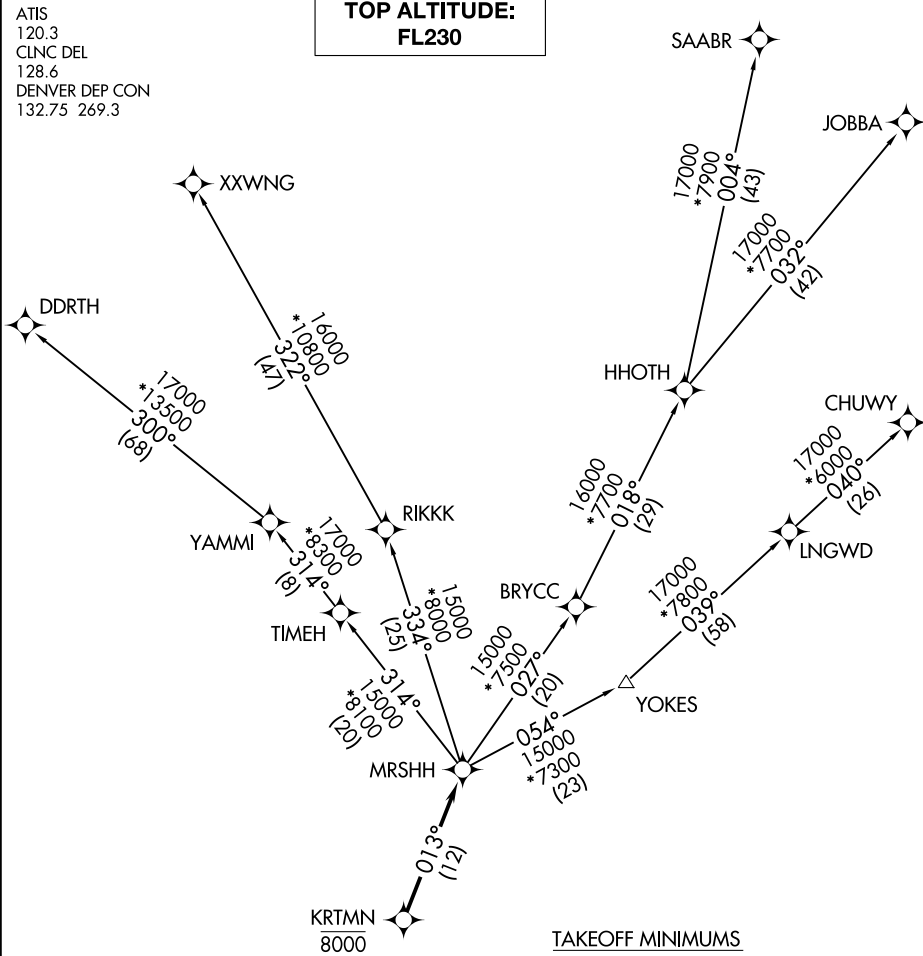 ATIS
120.3
CLNC DEL
128.6
DENVER DEP CON
132.75 269.3
TOP ALTITUDE:
FL230
SAABR
JOBBA
17000
*7900
004°
(43)
XXWNG
17000
*7700
032°
(42)
DDRTH
16000
*10800
322°
(47)
HHOTH
CHUWY
17000
*13500
300°
(68)
17000
*6000
040°
(26)
16000
*7700
018°
(29)
RIKKK
YAMMI
LNGWD
17000
*8300
314°
(8)
BRYCC
17000
*7800
039°
(58)
TIMEH
15000
*8000
334°
(25)
15000
*7500
027°
(20)
YOKES
314°
15000
*8100
(20)
054°
15000
*7300
(23)
MRSHH
013°
(12)
KRTMN
8000
TAKEOFF MINIMUMS